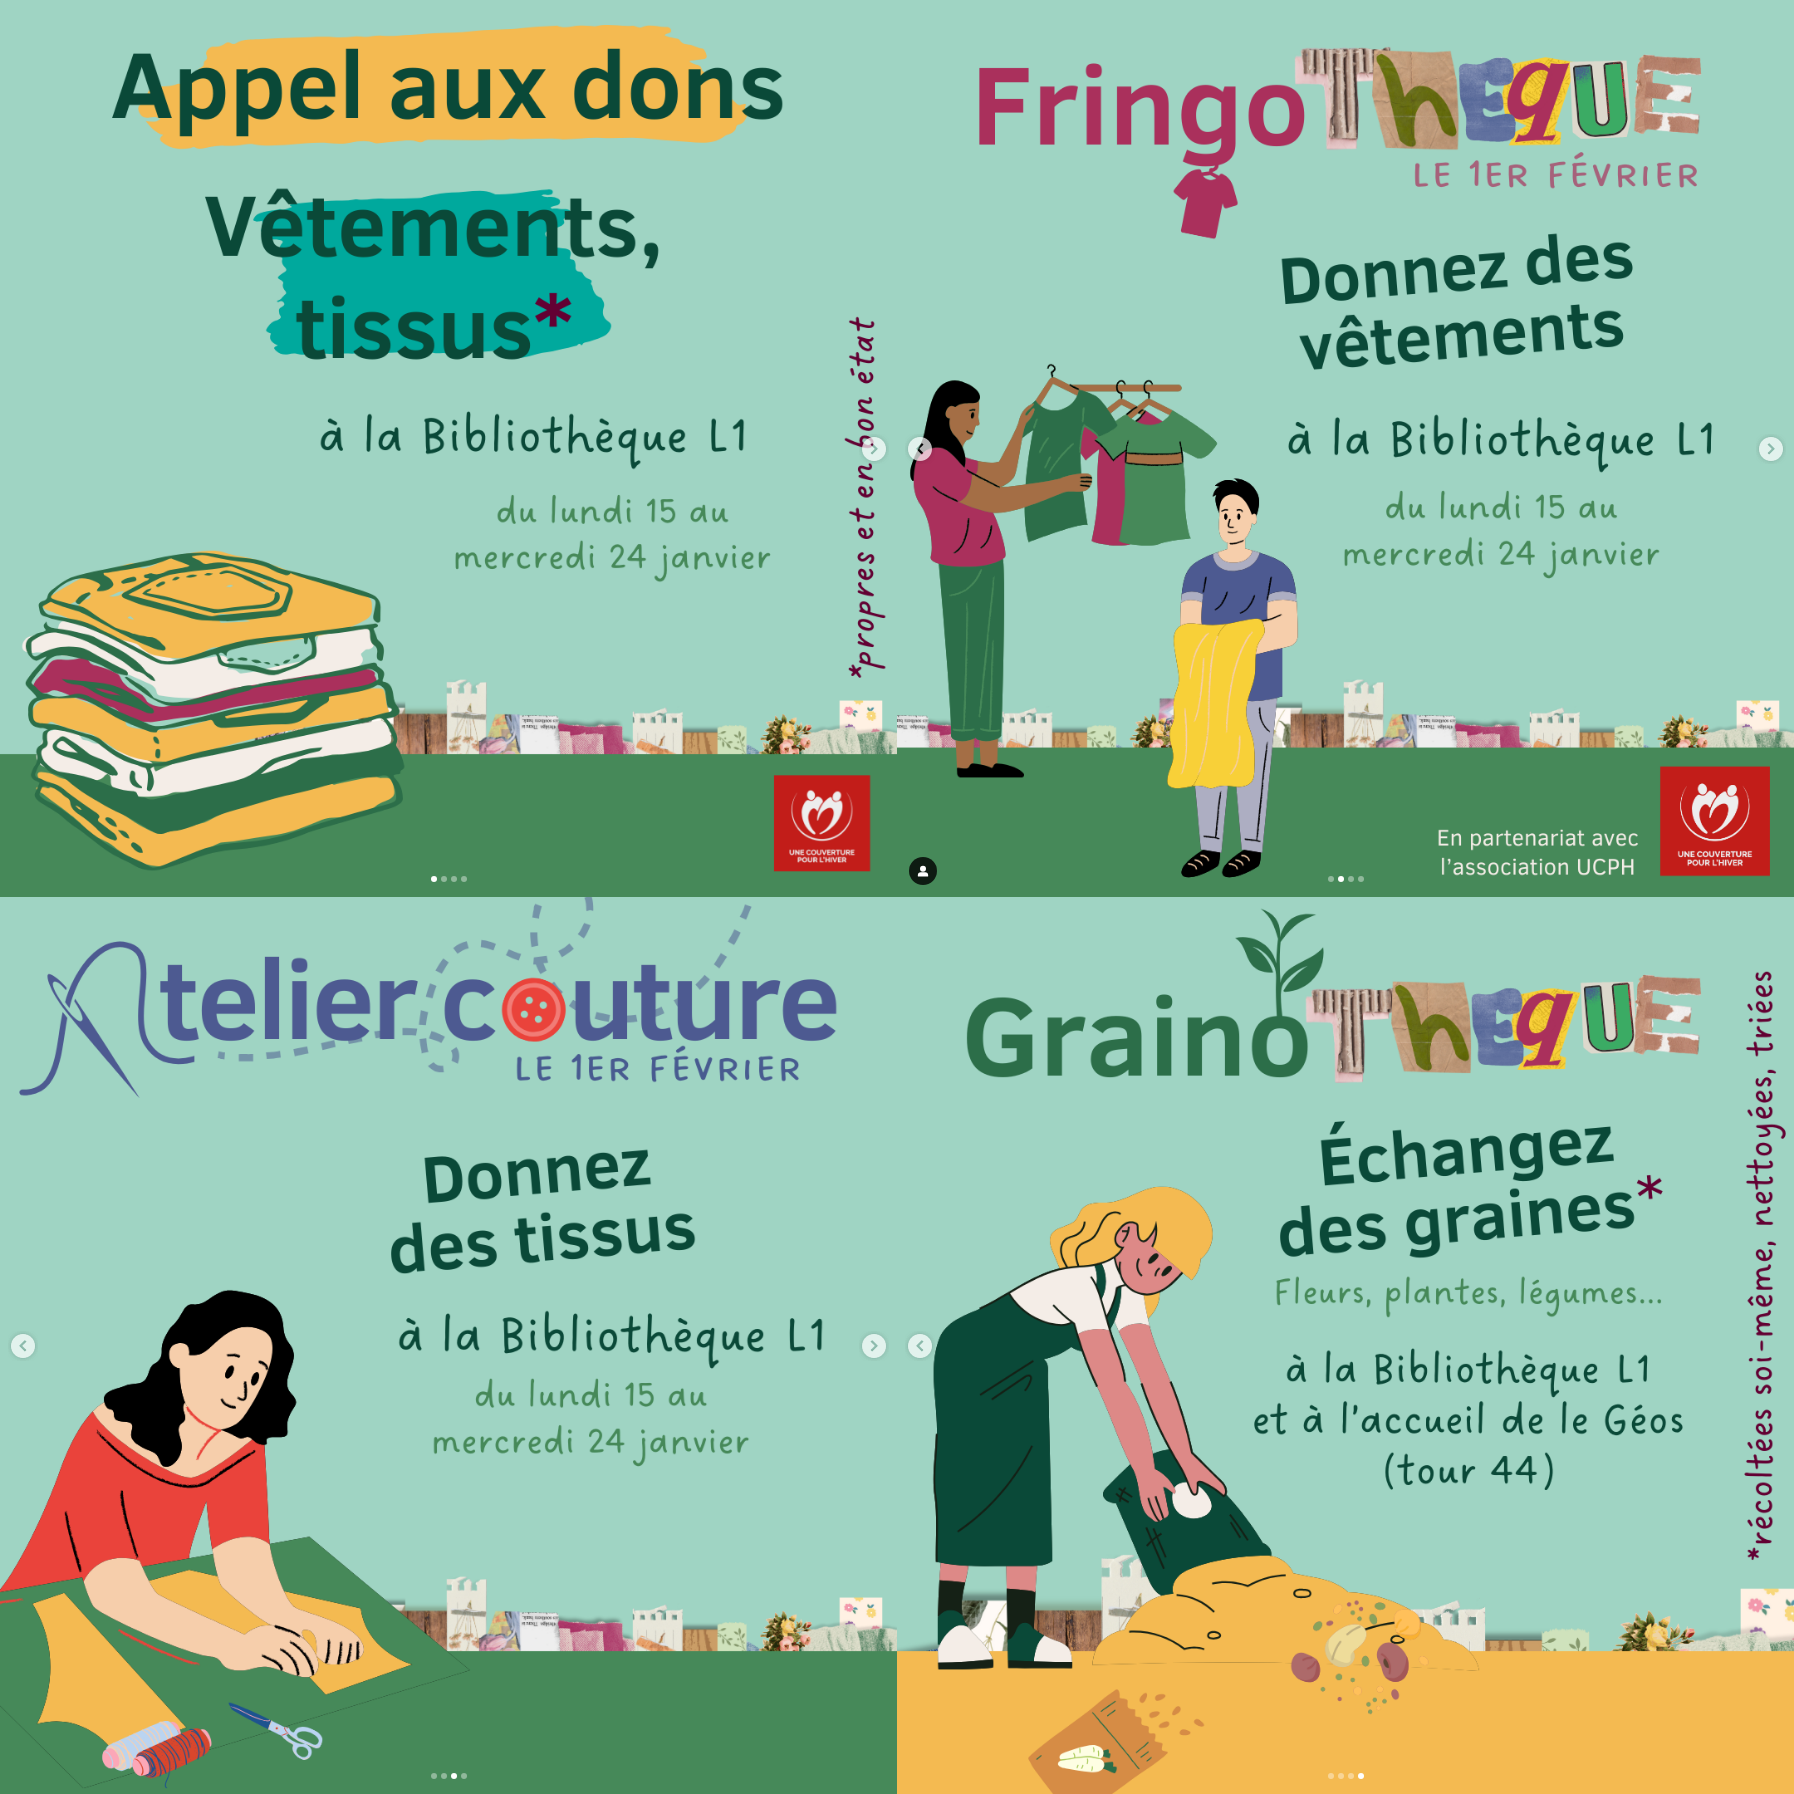 Appel aux dons
Vêtements,
tissus*
à la Bibliothèque L1
du lundi 15 au
mercredi 24 janvier
*propres et en bon état
UNE COUVERTURE
POUR L'HIVER
FringoTHEQUE
LE 1ER FÉVRIER
Donnez des
vêtements
à la Bibliothèque L1
du lundi 15 au
mercredi 24 janvier
En partenariat avec
l'association UCPH
UNE COUVERTURE
POUR L'HIVER
Atelier couture
LE 1ER FÉVRIER
Donnez
des tissus
à la Bibliothèque L1
du lundi 15 au
mercredi 24 janvier
GrainoTHEQUE
Échangez
des graines*
Fleurs, plantes, légumes...
à la Bibliothèque L1
et à l'accueil de le Géos
(tour 44)
*récoltées soi-même, nettoyées, triées